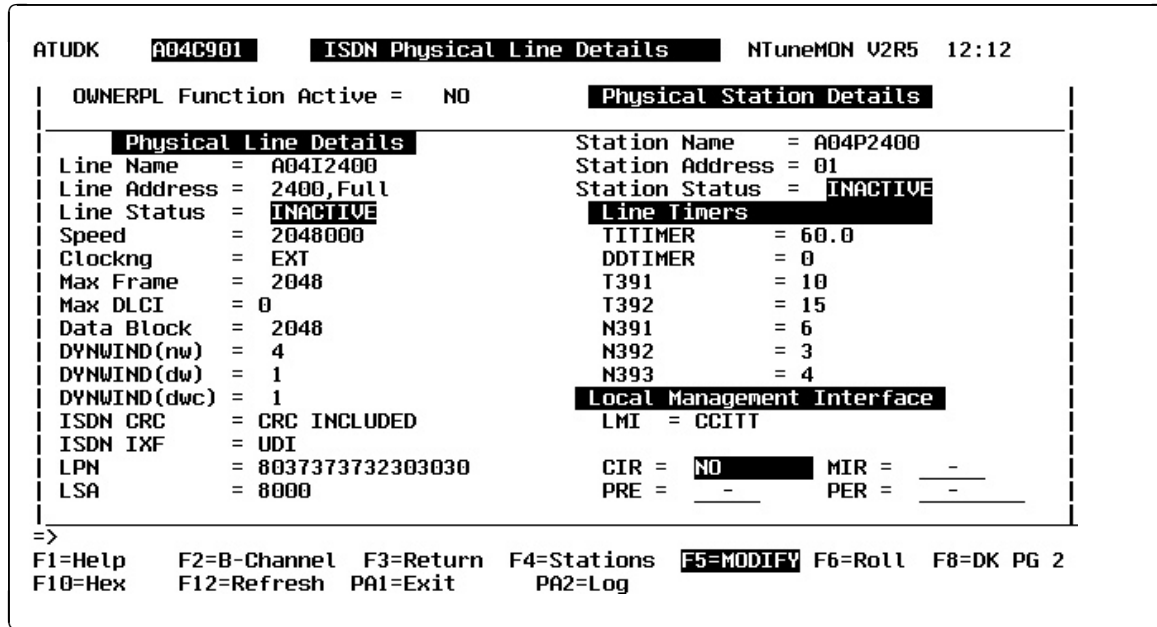 ATUDK A04C901 ISDN Physical Line Details NTuneMON V2R5 12:12
OWNERPL Function Active = NO Physical Station Details
Physical Line Details Station Name = A04P2400
Line Name = A04I2400 Station Address = 01
Line Address = 2400,Full Station Status = INACTIVE
Line Status = INACTIVE Line Timers
Speed = 2048000 TITIMER = 60.0
Clockng = EXT DDTIMER = 0
Max Frame = 2048 T391 = 10
Max DLCI = 0 T392 = 15
Data Block = 2048 N391 = 6
DYNWIND(nw) = 4 N392 = 3
DYNWIND(dw) = 1 N393 = 4
DYNWIND(dwc) = 1 Local Management Interface
ISDN CRC = CRC INCLUDED LMI = CCITT
ISDN IXF = UDI
LPN = 8037373732303030 CIR = NO MIR = -
LSA = 8000 PRE = - PER = -
=>
F1=Help F2=B-Channel F3=Return F4=Stations F5=MODIFY F6=Roll F8=DK PG 2
F10=Hex F12=Refresh PA1=Exit PA2=Log